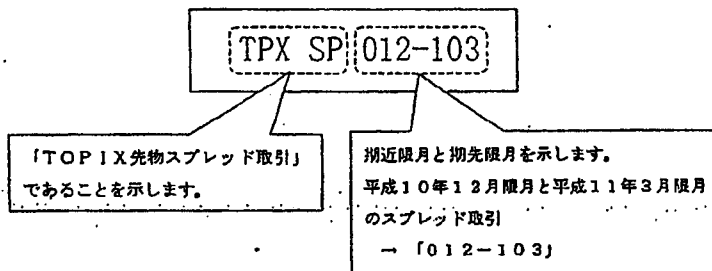 TPX SP 012-103
「TOPIX先物スプレッド取引」
であることを示します。
期近限月と期先限月を示します。
平成10年12月限月と平成11年3月限月
のスプレッド取引
→ 「012-103」